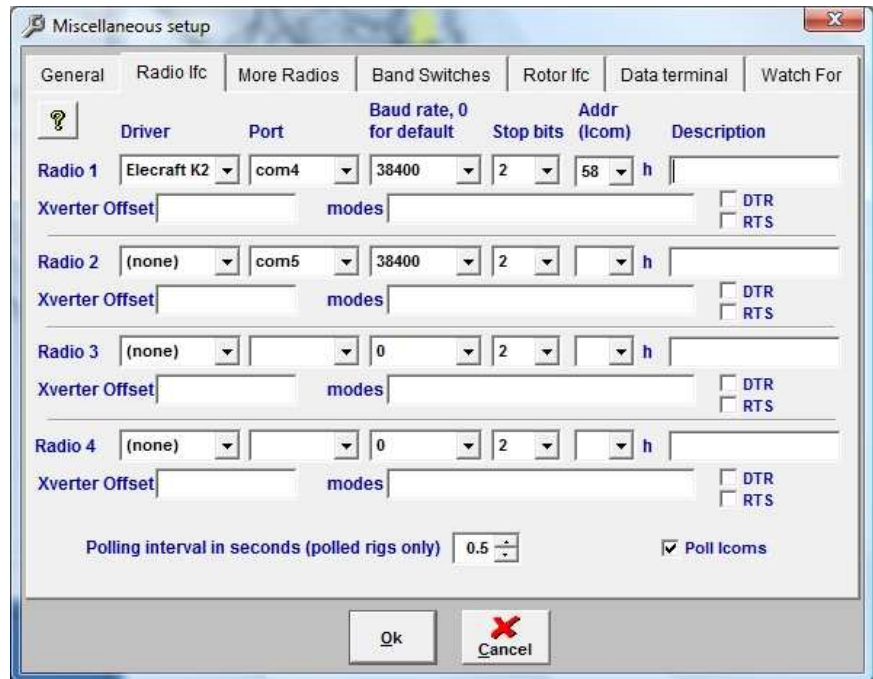 Miscellaneous setup
General Radio Ifc More Radios Band Switches Rotor Ifc Data terminal Watch For
? Driver Port Baud rate, 0 for default Stop bits Addr (Icom) Description
Radio 1 Elecraft K2 com4 38400 2 58 h
Xverter Offset modes DTR
RTS
Radio 2 (none) com5 38400 2 h
Xverter Offset modes DTR
RTS
Radio 3 (none) 0 2 h
Xverter Offset modes DTR
RTS
Radio 4 (none) 0 2 h
Xverter Offset modes DTR
RTS
Polling interval in seconds (polled rigs only) 0.5 Poll Icoms
Ok Cancel